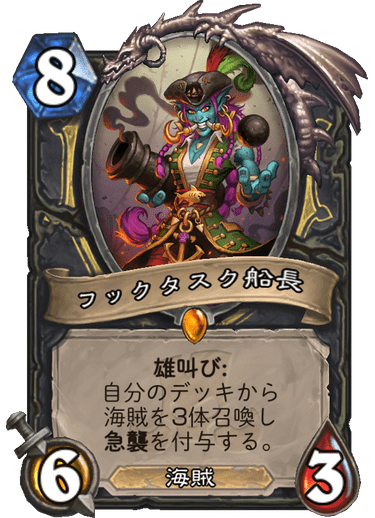 8
フックタスク船長
雄叫び:
自分のデッキから
海賊を3体召喚し
急襲を付与する。
6
海賊
3